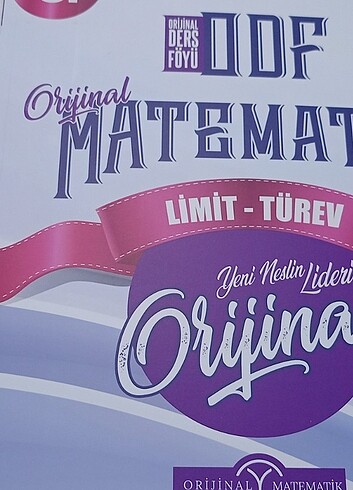 ORİJİNAL
DERS
FÖYÜ
ODF
Orijinal
MATEMAT
LİMİT - TÜREV
Yeni Neslin Lideri
Orijina
ORİJİNAL MATEMATİK